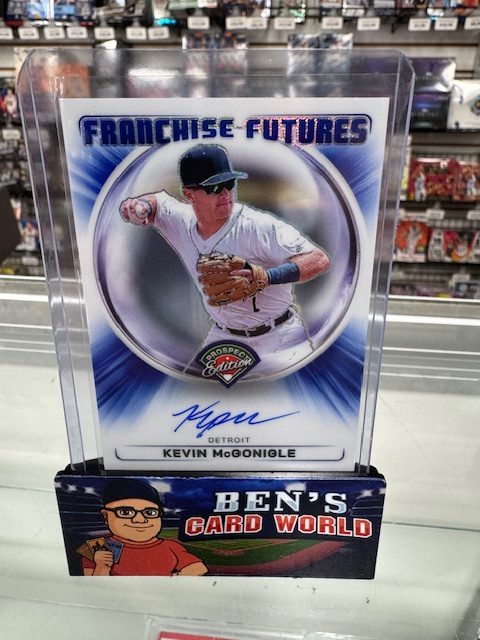 FRANCHISE FUTURES
PROSPECT
Edition
DETROIT
KEVIN McGONIGLE
BEN'S
CARD WORLD